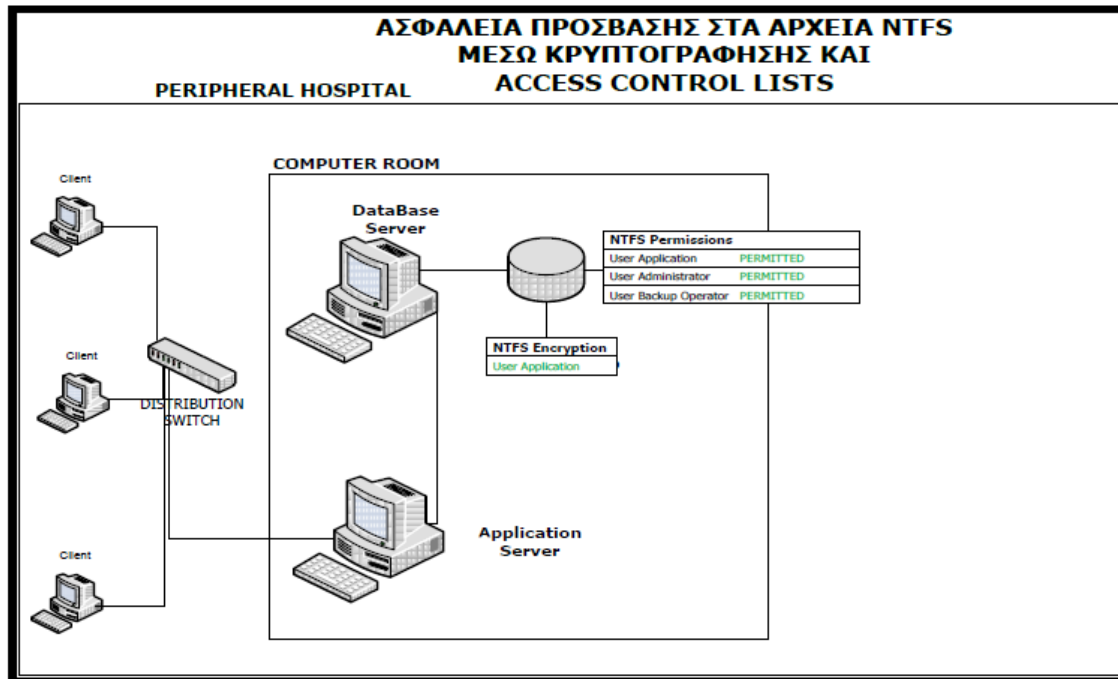 ΑΣΦΑΛΕΙΑ ΠΡΟΣΒΑΣΗΣ ΣΤΑ ΑΡΧΕΙΑ NTFS
ΜΕΣΩ ΚΡΥΠΤΟΓΡΑΦΗΣΗΣ ΚΑΙ
ACCESS CONTROL LISTS
PERIPHERAL HOSPITAL
COMPUTER ROOM
Client
DataBase
Server
NTFS Permissions
User Application PERMITTED
User Administrator PERMITTED
User Backup Operator PERMITTED
NTFS Encryption
User Application
Client
DISTRIBUTION
SWITCH
Application
Server
Client